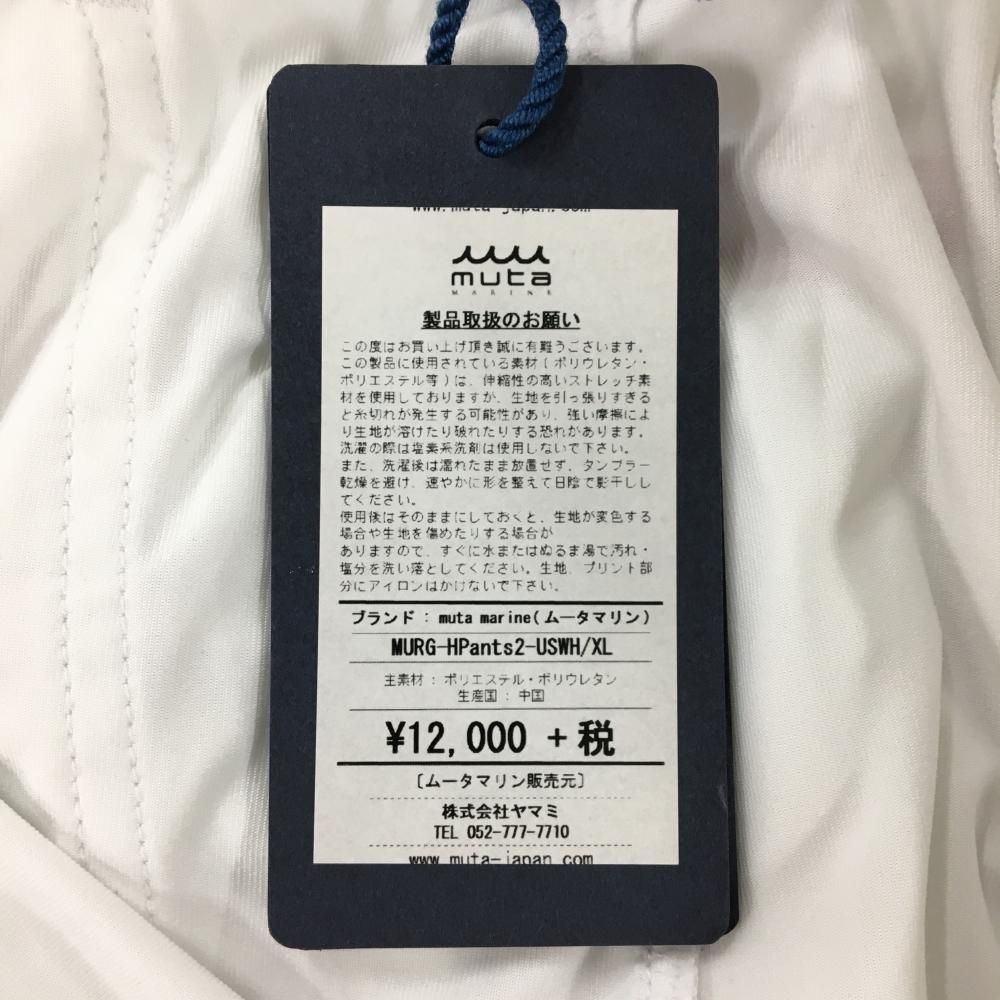 www.muta-japan.com
muta
MARINE
製品取扱のお願い
この度はお買い上げ頂き誠に有難うございます。
この製品に使用されている素材(ポリウレタン・
ポリエステル等)は、伸縮性の高いストレッチ素
材を使用しておりますが、生地を引っ張りすぎる
と糸切れが発生する可能性があり、強い摩擦によ
り生地が溶けたり破れたりする恐れがあります。
洗濯の際は塩素系洗剤は使用しないで下さい。
また、洗濯後は濡れたまま放置せず、タンブラー
乾燥を避け、速やかに形を整えて日陰で影干しし
てください。
使用後はそのままにしておくと、生地が変色する
場合や生地を傷めたりする場合が
ありますので、すぐに水またはぬるま湯で汚れ・
塩分を洗い落としてください。生地、プリント部
分にアイロンはかけないで下さい。
ブランド : muta marine(ムータマリン)
MURG-HPants2-USWH/XL
主素材 : ポリエステル・ポリウレタン
生産国 : 中国
¥12,000 +税
〔ムータマリン販売元〕
株式会社ヤマミ
TEL 052-777-7710
www.muta-japan.com